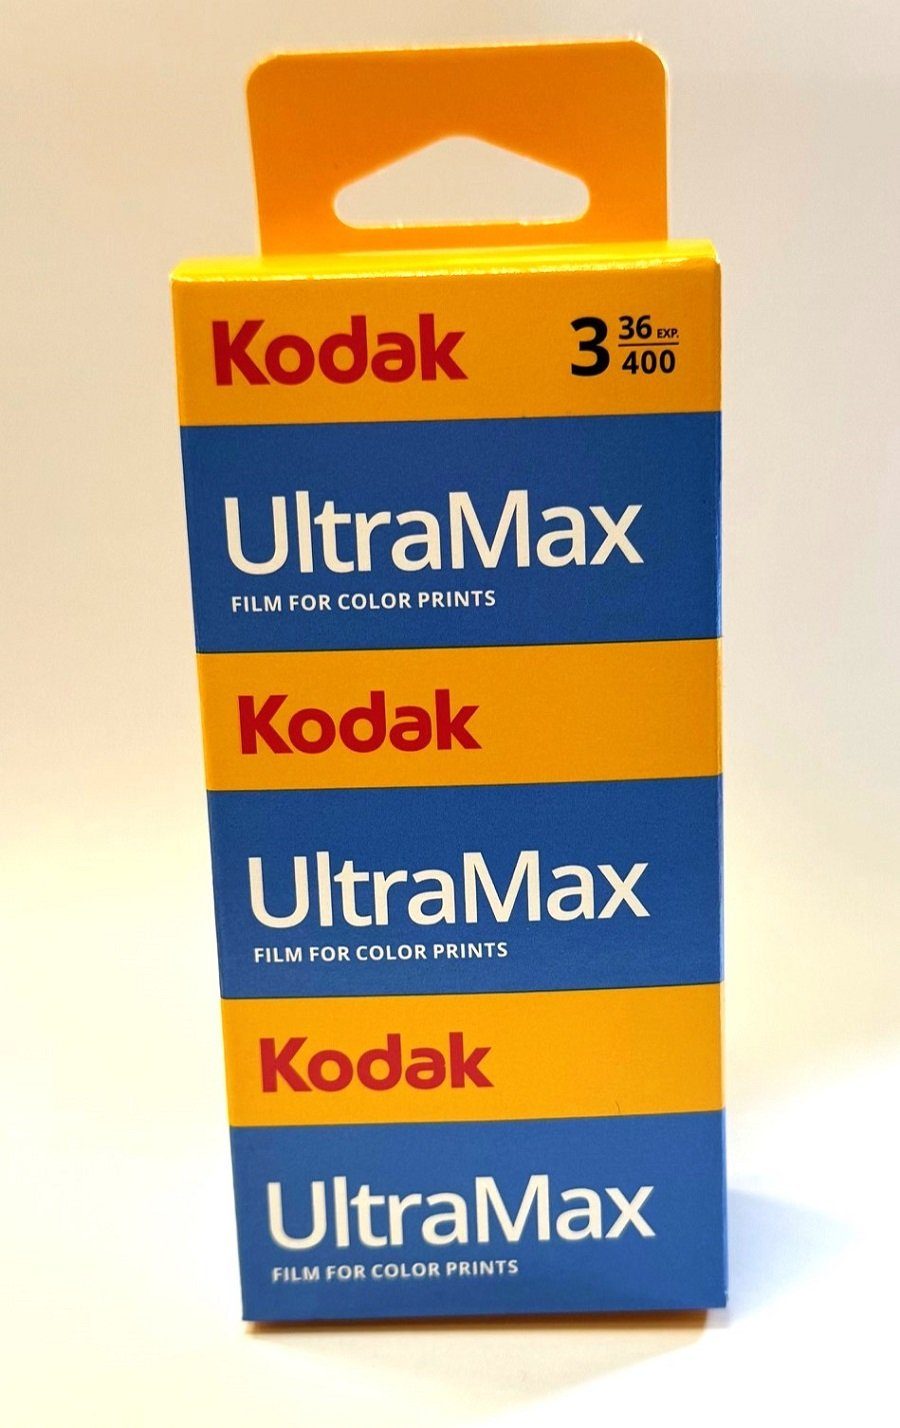 Kodak 3 36 EXP.
400
UltraMax
FILM FOR COLOR PRINTS
Kodak
UltraMax
FILM FOR COLOR PRINTS
Kodak
UltraMax
FILM FOR COLOR PRINTS